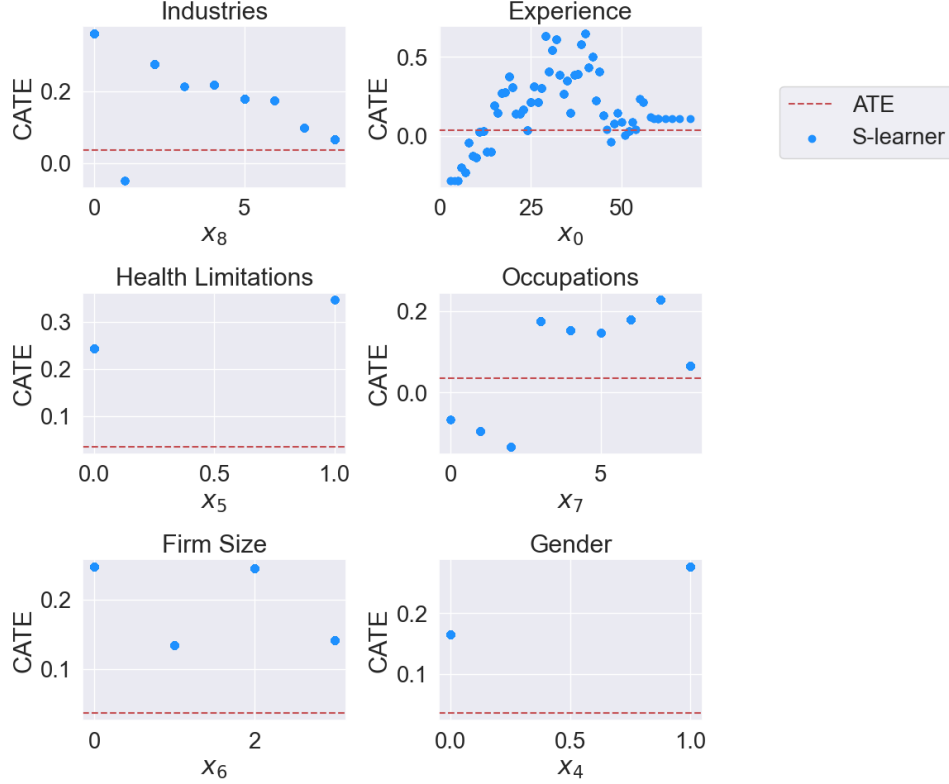 Industries
CATE
0.2
0.0
0
5
x8
Experience
CATE
0.5
0.0
0
25
50
x0
ATE
S-learner
Health Limitations
CATE
0.3
0.2
0.1
0.0
0.5
1.0
x5
Occupations
CATE
0.2
0.0
0
5
x7
Firm Size
CATE
0.2
0.1
0
2
x6
Gender
CATE
0.2
0.1
0.0
0.5
1.0
x4